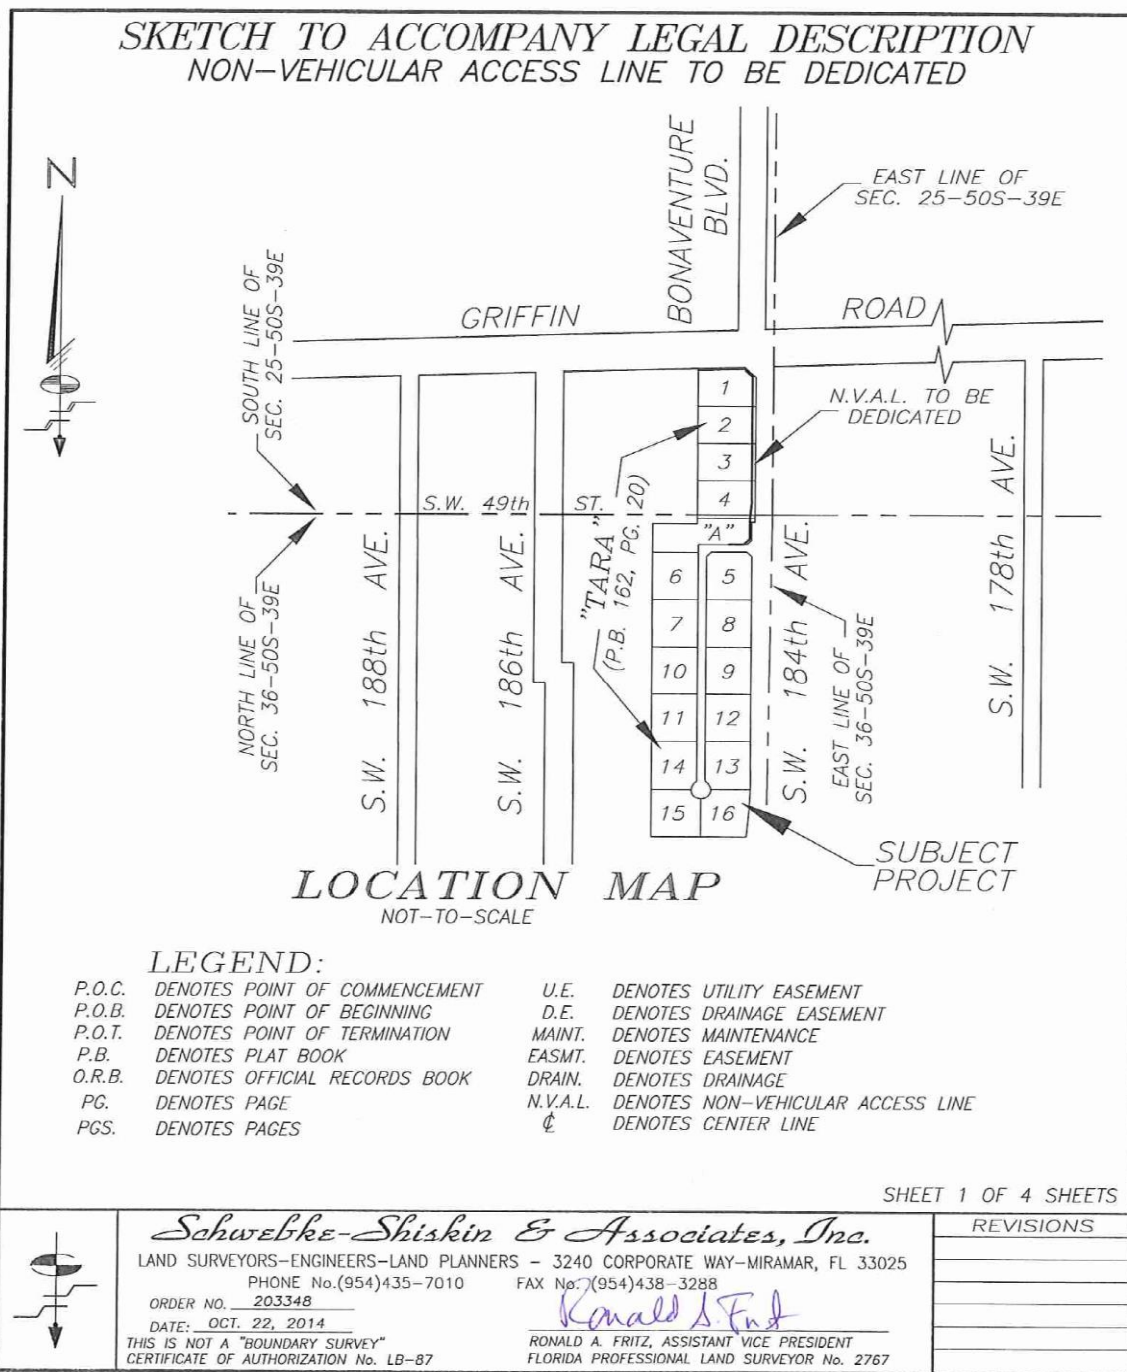 SKETCH TO ACCOMPANY LEGAL DESCRIPTION
NON-VEHICULAR ACCESS LINE TO BE DEDICATED
N
BONAVENTURE
BLVD.
EAST LINE OF
SEC. 25-50S-39E
SOUTH LINE OF
SEC. 25-50S-39E
GRIFFIN
ROAD
N.V.A.L. TO BE
DEDICATED
1
2
3
4
"A"
S.W. 49th
ST.
"TARA"
(P.B. 162, PG. 20)
6
5
7
8
10
9
11
12
14
13
15
16
NORTH LINE OF
SEC. 36-50S-39E
S.W. 188th AVE.
S.W. 186th AVE.
S.W. 184th AVE.
EAST LINE OF
SEC. 36-50S-39E
S.W. 178th AVE.
SUBJECT
PROJECT
LOCATION MAP
NOT-TO-SCALE
LEGEND:
P.O.C. DENOTES POINT OF COMMENCEMENT
P.O.B. DENOTES POINT OF BEGINNING
P.O.T. DENOTES POINT OF TERMINATION
P.B. DENOTES PLAT BOOK
O.R.B. DENOTES OFFICIAL RECORDS BOOK
PG. DENOTES PAGE
PGS. DENOTES PAGES
U.E. DENOTES UTILITY EASEMENT
D.E. DENOTES DRAINAGE EASEMENT
MAINT. DENOTES MAINTENANCE
EASMT. DENOTES EASEMENT
DRAIN. DENOTES DRAINAGE
N.V.A.L. DENOTES NON-VEHICULAR ACCESS LINE
℄ DENOTES CENTER LINE
SHEET 1 OF 4 SHEETS
Schwebke-Shiskin & Associates, Inc.
LAND SURVEYORS-ENGINEERS-LAND PLANNERS - 3240 CORPORATE WAY-MIRAMAR, FL 33025
PHONE No.(954)435-7010 FAX No.(954)438-3288
ORDER NO. 203348
DATE: OCT. 22, 2014
THIS IS NOT A "BOUNDARY SURVEY"
CERTIFICATE OF AUTHORIZATION No. LB-87
RONALD A. FRITZ, ASSISTANT VICE PRESIDENT
FLORIDA PROFESSIONAL LAND SURVEYOR No. 2767
REVISIONS